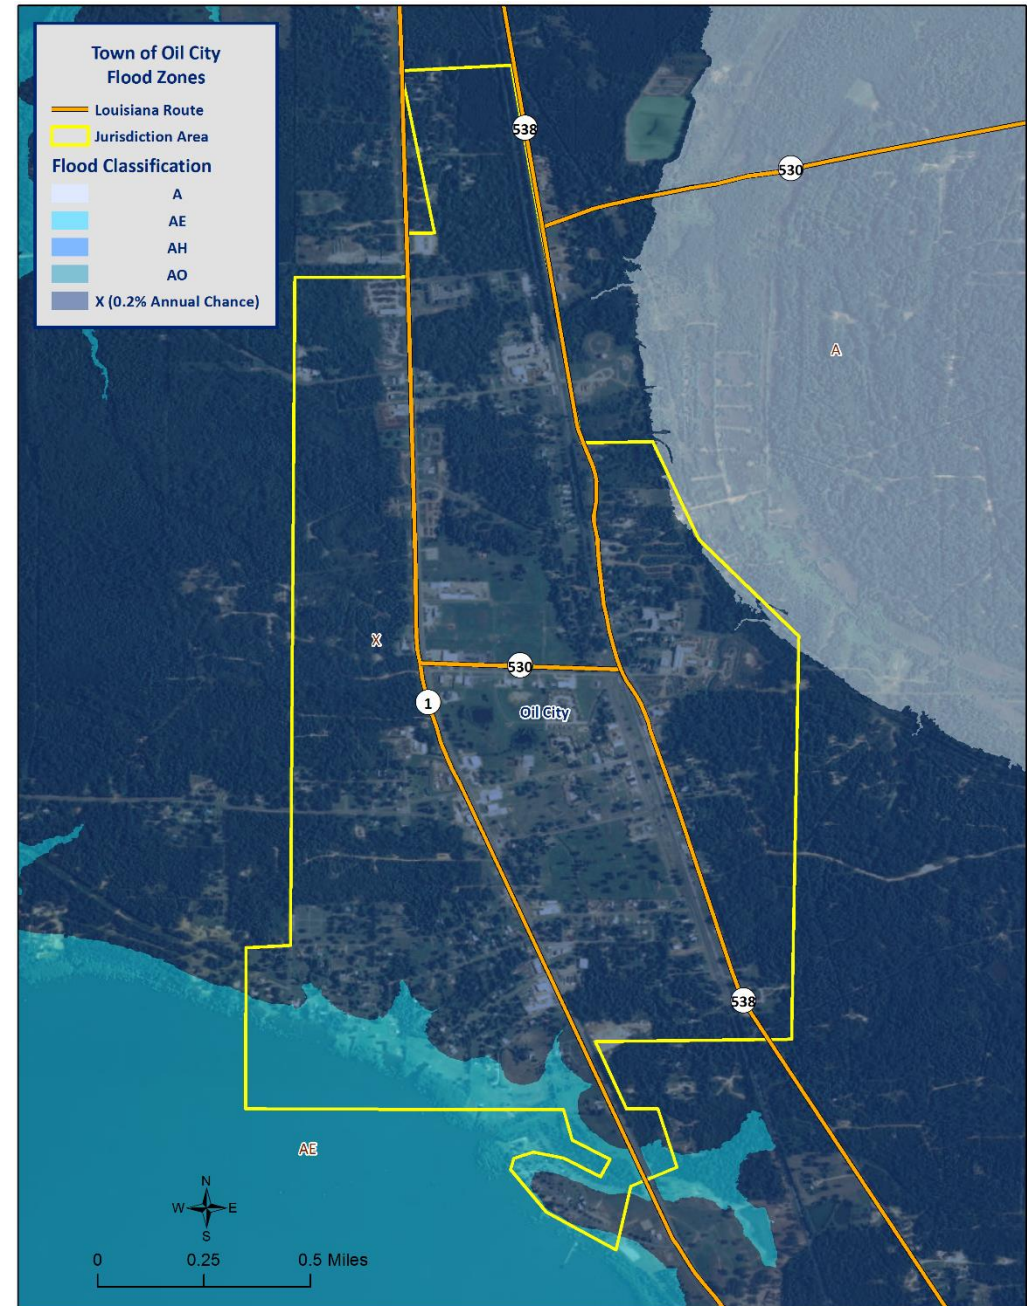 Town of Oil City
Flood Zones
Louisiana Route
Jurisdiction Area
Flood Classification
A
AE
AH
AO
X (0.2% Annual Chance)
538
530
A
X
530
1
Oil City
538
AE
N
W E
S
0 0.25 0.5 Miles